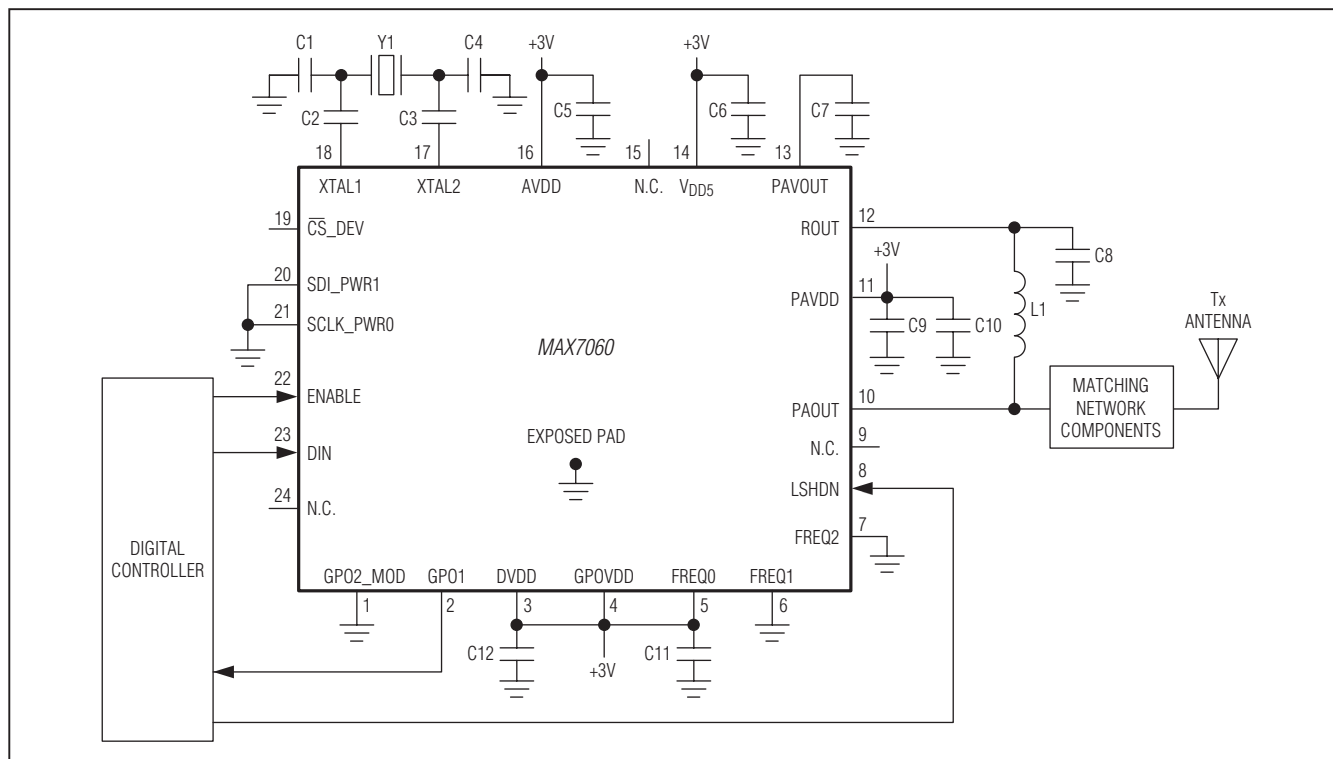 C1
Y1
C4
+3V
+3V
C2
C3
C5
C6
C7
18
17
16
15
14
13
XTAL1
XTAL2
AVDD
N.C.
VDD5
PAVOUT
19
CS_DEV
ROUT
12
C8
20
SDI_PWR1
+3V
PAVDD
11
21
SCLK_PWR0
C9
C10
L1
Tx
ANTENNA
MAX7060
22
ENABLE
PAOUT
10
MATCHING
NETWORK
COMPONENTS
23
DIN
EXPOSED PAD
N.C.
9
24
N.C.
LSHDN
8
FREQ2
7
DIGITAL
CONTROLLER
GPO2_MOD
GPO1
DVDD
GPOVDD
FREQ0
FREQ1
1
2
3
4
5
6
C12
+3V
C11